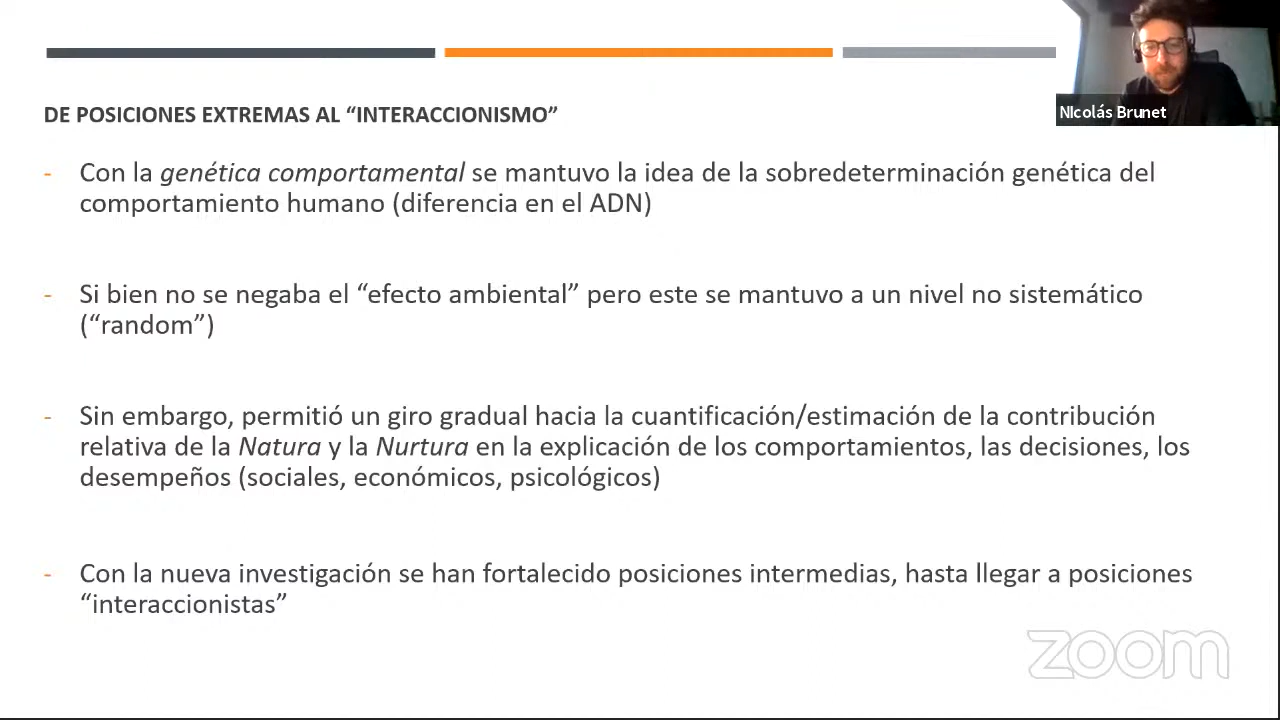 NIcolás Brunet
DE POSICIONES EXTREMAS AL “INTERACCIONISMO”
- Con la genética comportamental se mantuvo la idea de la sobredeterminación genética del
comportamiento humano (diferencia en el ADN)
- Si bien no se negaba el “efecto ambiental” pero este se mantuvo a un nivel no sistemático
(“random”)
- Sin embargo, permitió un giro gradual hacia la cuantificación/estimación de la contribución
relativa de la Natura y la Nurtura en la explicación de los comportamientos, las decisiones, los
desempeños (sociales, económicos, psicológicos)
- Con la nueva investigación se han fortalecido posiciones intermedias, hasta llegar a posiciones
“interaccionistas”
zoom